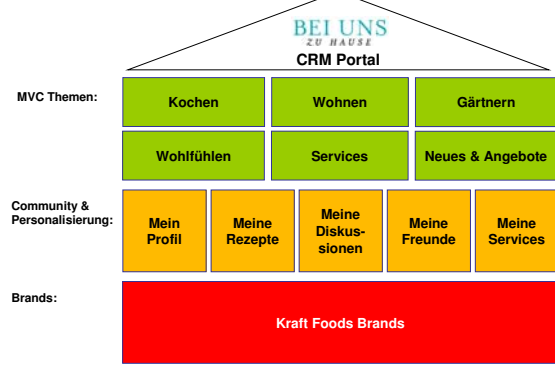 BEI UNS
ZU HAUSE
CRM Portal
MVC Themen:
Kochen
Wohnen
Gärtnern
Wohlfühlen
Services
Neues & Angebote
Community &
Personalisierung:
Mein
Profil
Meine
Rezepte
Meine
Diskus-
sionen
Meine
Freunde
Meine
Services
Brands:
Kraft Foods Brands